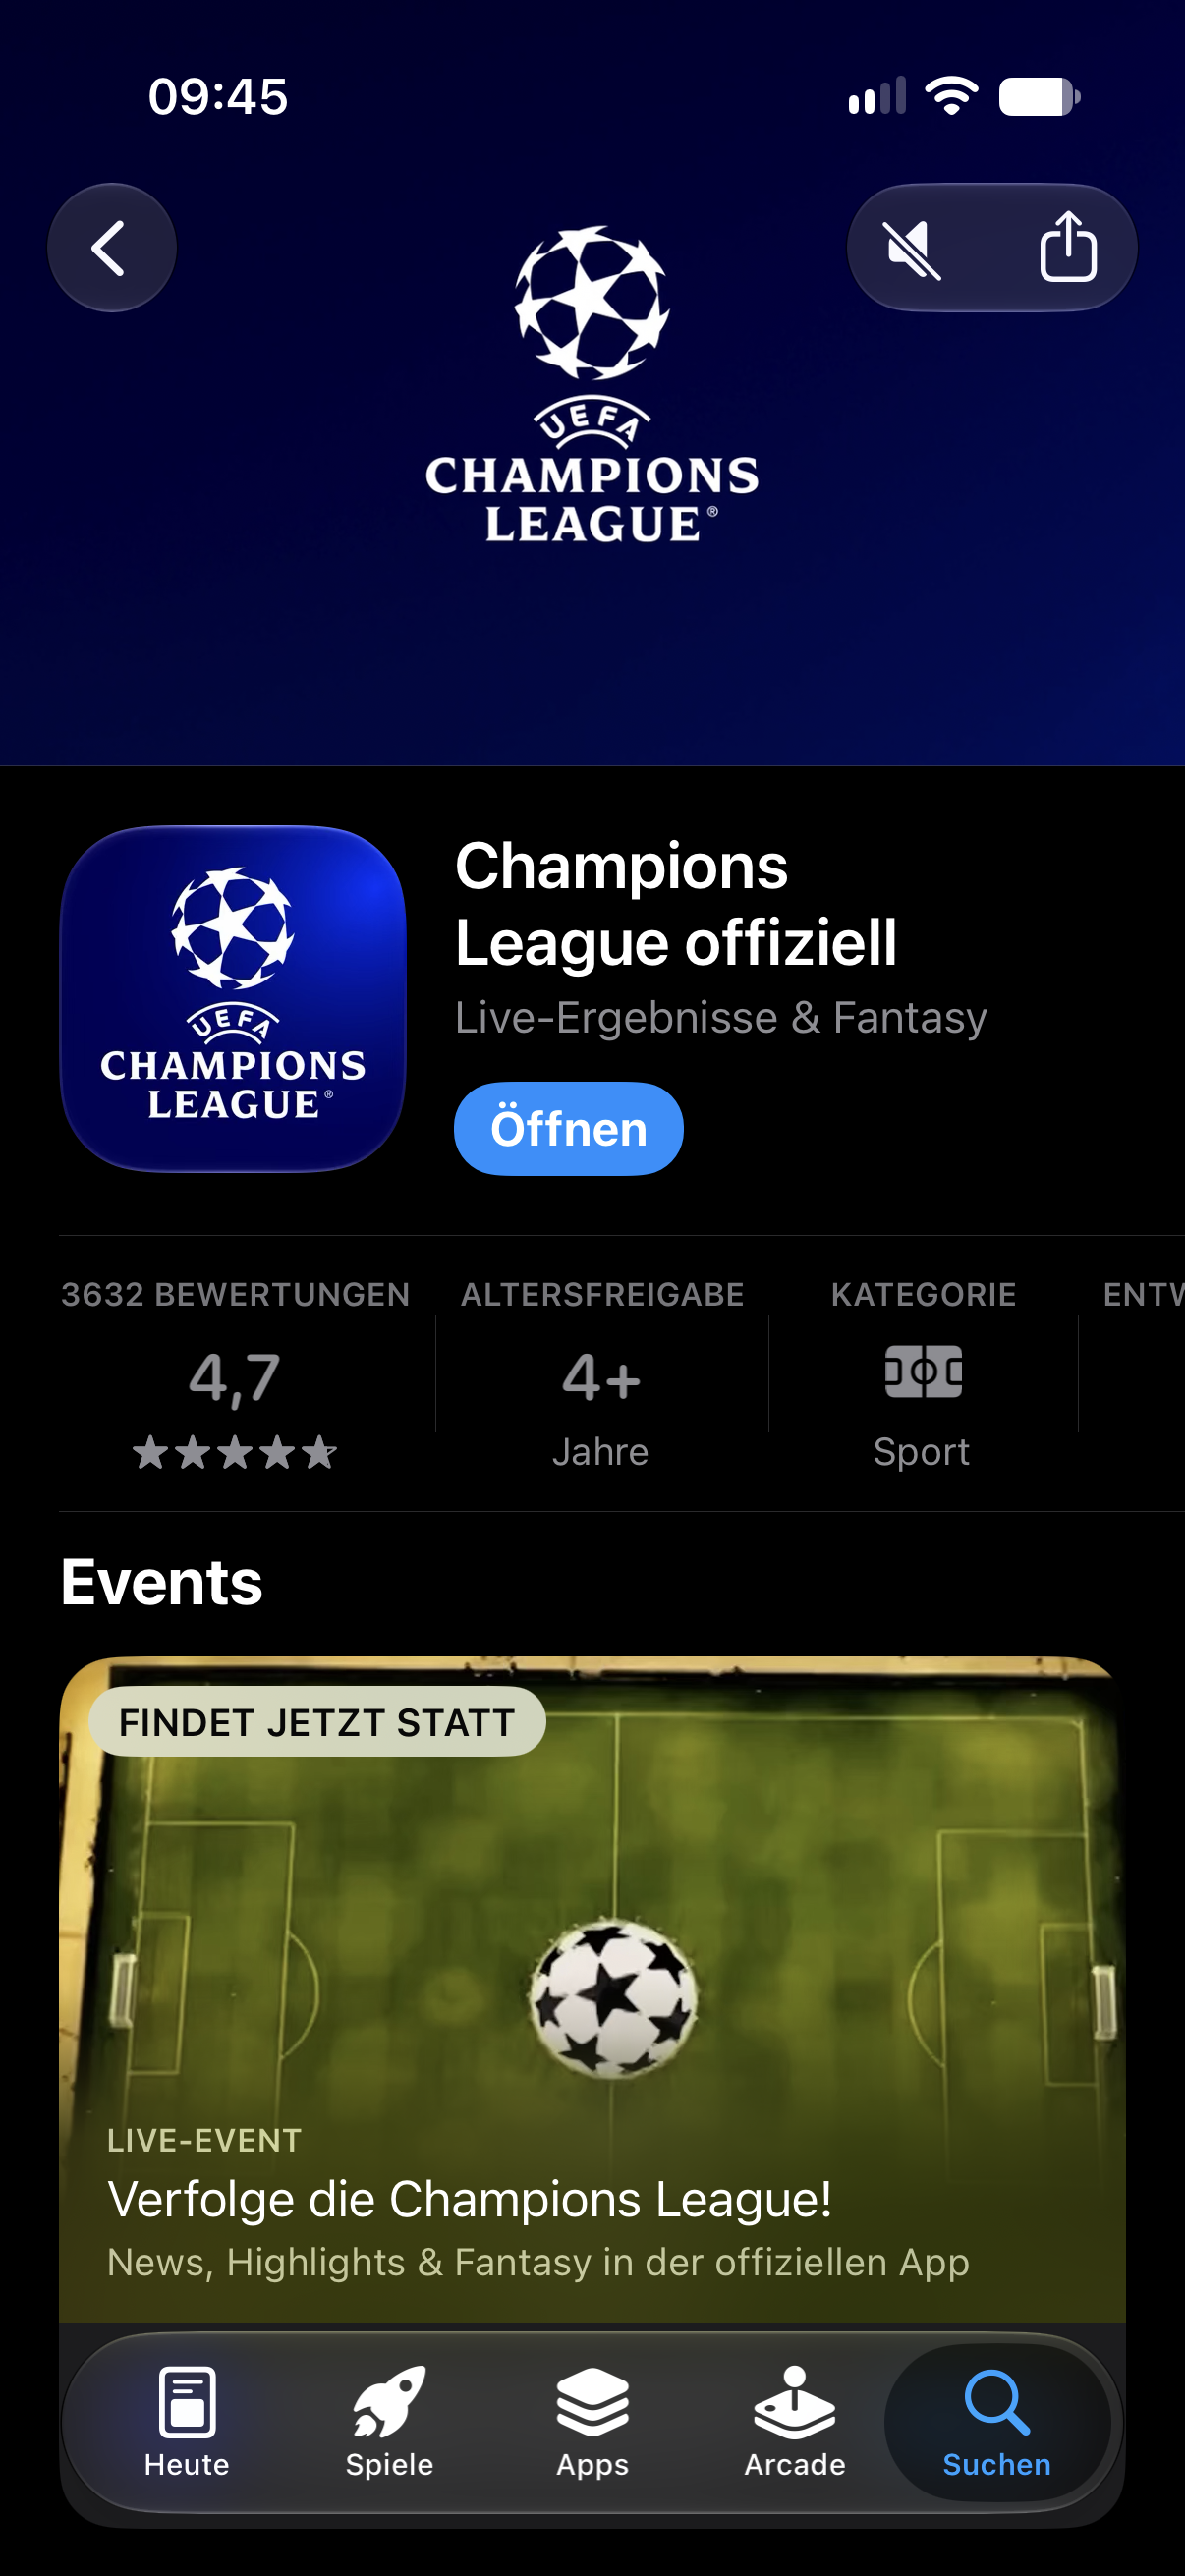 09:45
UEFA
CHAMPIONS
LEAGUE®
UEFA
CHAMPIONS
LEAGUE®
Champions
League offiziell
Live-Ergebnisse & Fantasy
Öffnen
3632 BEWERTUNGEN
4,7
ALTERSFREIGABE
4+
Jahre
KATEGORIE
Sport
ENTW
Events
FINDET JETZT STATT
LIVE-EVENT
Verfolge die Champions League!
News, Highlights & Fantasy in der offiziellen App
Heute
Spiele
Apps
Arcade
Suchen